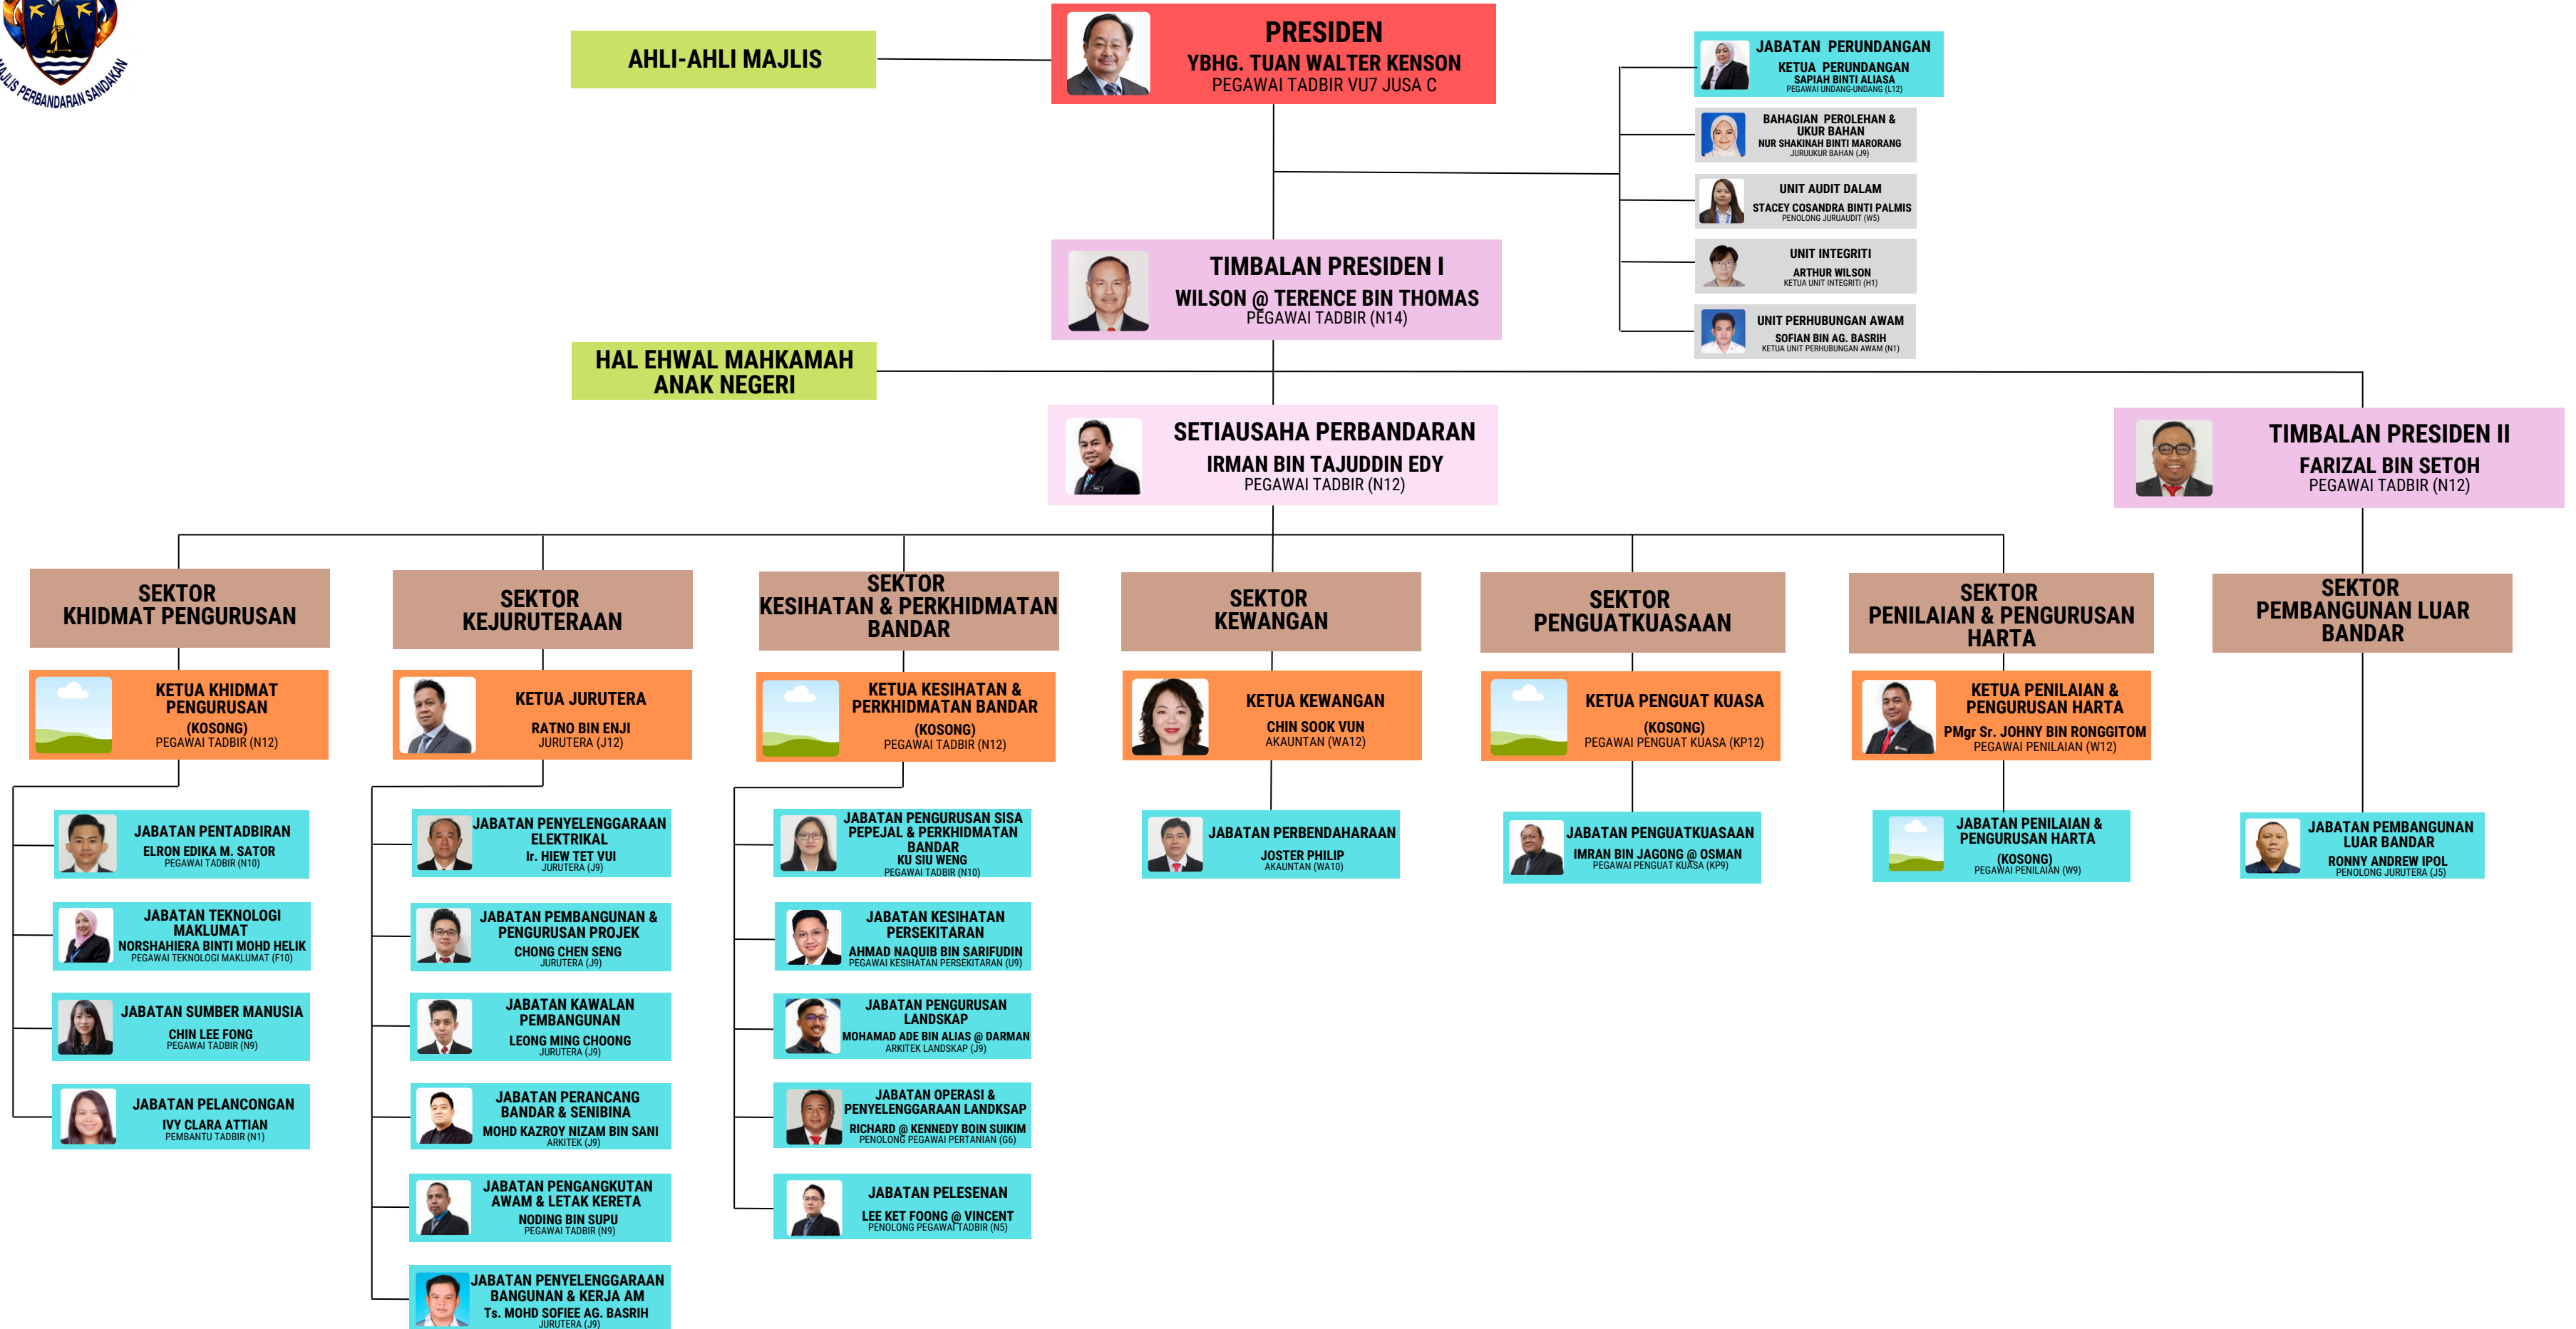 MAJLIS PERBANDARAN SANDAKAN
AHLI-AHLI MAJLIS
PRESIDEN
YBHG. TUAN WALTER KENSON
PEGAWAI TADBIR VU7 JUSA C
JABATAN PERUNDANGAN
KETUA PERUNDANGAN
SAPIAH BINTI ALIASA
PEGAWAI UNDANG-UNDANG (L12)
BAHAGIAN PEROLEHAN &
UKUR BAHAN
NUR SHAKINAH BINTI MARORANG
JURUUKUR BAHAN (J9)
UNIT AUDIT DALAM
STACEY COSANDRA BINTI PALMIS
PENOLONG JURUAUDIT (W5)
UNIT INTEGRITI
ARTHUR WILSON
KETUA UNIT INTEGRITI (H1)
UNIT PERHUBUNGAN AWAM
SOFIAN BIN AG. BASRIH
KETUA UNIT PERHUBUNGAN AWAM (N1)
TIMBALAN PRESIDEN I
WILSON @ TERENCE BIN THOMAS
PEGAWAI TADBIR (N14)
HAL EHWAL MAHKAMAH
ANAK NEGERI
SETIAUSAHA PERBANDARAN
IRMAN BIN TAJUDDIN EDY
PEGAWAI TADBIR (N12)
TIMBALAN PRESIDEN II
FARIZAL BIN SETOH
PEGAWAI TADBIR (N12)
SEKTOR
KHIDMAT PENGURUSAN
KETUA KHIDMAT
PENGURUSAN
(KOSONG)
PEGAWAI TADBIR (N12)
JABATAN PENTADBIRAN
ELRON EDIKA M. SATOR
PEGAWAI TADBIR (N10)
JABATAN TEKNOLOGI
MAKLUMAT
NORSHAHIERA BINTI MOHD HELIK
PEGAWAI TEKNOLOGI MAKLUMAT (F10)
JABATAN SUMBER MANUSIA
CHIN LEE FONG
PEGAWAI TADBIR (N9)
JABATAN PELANCONGAN
IVY CLARA ATTIAN
PEMBANTU TADBIR (N1)
SEKTOR
KEJURUTERAAN
KETUA JURUTERA
RATNO BIN ENJI
JURUTERA (J12)
JABATAN PENYELENGGARAAN
ELEKTRIKAL
Ir. HIEW TET VUI
JURUTERA (J9)
JABATAN PEMBANGUNAN &
PENGURUSAN PROJEK
CHONG CHEN SENG
JURUTERA (J9)
JABATAN KAWALAN
PEMBANGUNAN
LEONG MING CHOONG
JURUTERA (J9)
JABATAN PERANCANG
BANDAR & SENIBINA
MOHD KAZROY NIZAM BIN SANI
ARKITEK (J9)
JABATAN PENGANGKUTAN
AWAM & LETAK KERETA
NODING BIN SUPU
PEGAWAI TADBIR (N9)
JABATAN PENYELENGGARAAN
BANGUNAN & KERJA AM
Ts. MOHD SOFIEE AG. BASRIH
JURUTERA (J9)
SEKTOR
KESIHATAN & PERKHIDMATAN
BANDAR
KETUA KESIHATAN &
PERKHIDMATAN BANDAR
(KOSONG)
PEGAWAI TADBIR (N12)
JABATAN PENGURUSAN SISA
PEPEJAL & PERKHIDMATAN
BANDAR
KU SIU WENG
PEGAWAI TADBIR (N10)
JABATAN KESIHATAN
PERSEKITARAN
AHMAD NAQUIB BIN SARIFUDIN
PEGAWAI KESIHATAN PERSEKITARAN (U9)
JABATAN PENGURUSAN
LANDSKAP
MOHAMAD ADE BIN ALIAS @ DARMAN
ARKITEK LANDSKAP (J9)
JABATAN OPERASI &
PENYELENGGARAAN LANDKSAP
RICHARD @ KENNEDY BOIN SUIKIM
PENOLONG PEGAWAI PERTANIAN (G6)
JABATAN PELESENAN
LEE KET FOONG @ VINCENT
PENOLONG PEGAWAI TADBIR (N5)
SEKTOR
KEWANGAN
KETUA KEWANGAN
CHIN SOOK VUN
AKAUNTAN (WA12)
JABATAN PERBENDAHARAAN
JOSTER PHILIP
AKAUNTAN (WA10)
SEKTOR
PENGUATKUASAAN
KETUA PENGUAT KUASA
(KOSONG)
PEGAWAI PENGUAT KUASA (KP12)
JABATAN PENGUATKUASAAN
IMRAN BIN JAGONG @ OSMAN
PEGAWAI PENGUAT KUASA (KP9)
SEKTOR
PENILAIAN & PENGURUSAN
HARTA
KETUA PENILAIAN &
PENGURUSAN HARTA
PMgr Sr. JOHNY BIN RONGGITOM
PEGAWAI PENILAIAN (W12)
JABATAN PENILAIAN &
PENGURUSAN HARTA
(KOSONG)
PEGAWAI PENILAIAN (W9)
SEKTOR
PEMBANGUNAN LUAR
BANDAR
JABATAN PEMBANGUNAN
LUAR BANDAR
RONNY ANDREW IPOL
PENOLONG JURUTERA (J5)